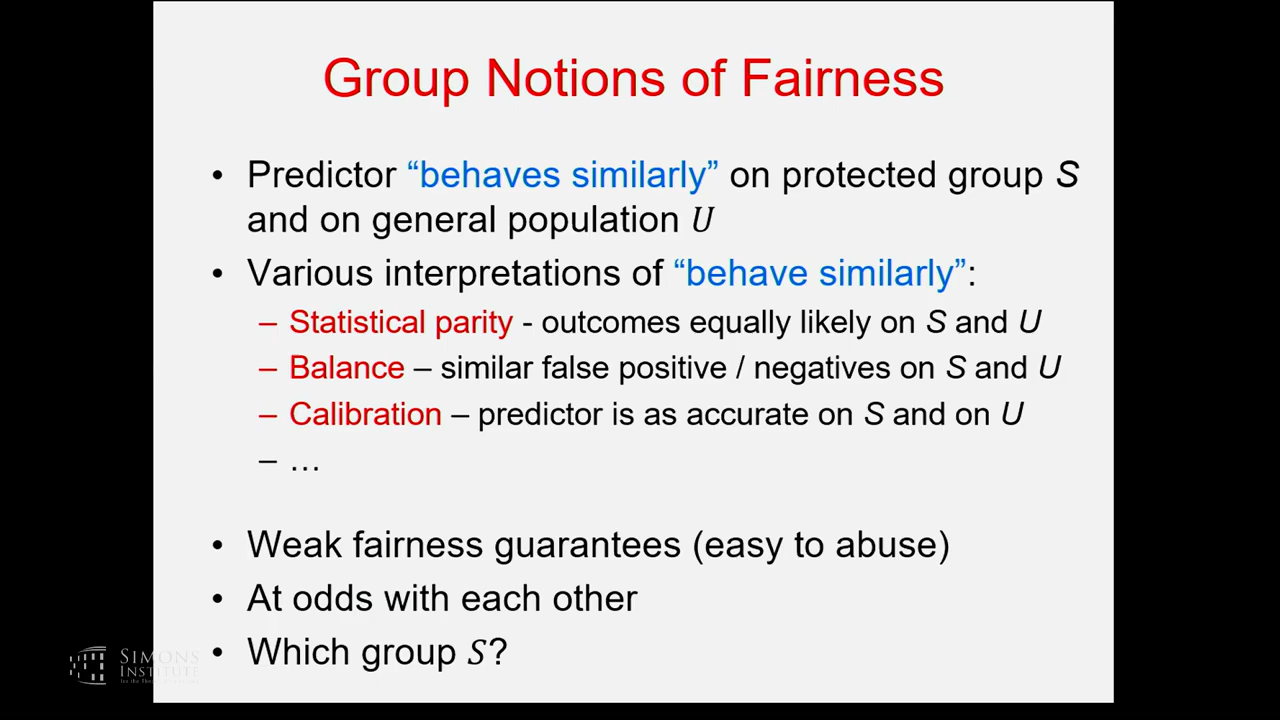 Group Notions of Fairness
• Predictor “behaves similarly” on protected group S
and on general population U
• Various interpretations of “behave similarly”:
– Statistical parity - outcomes equally likely on S and U
– Balance – similar false positive / negatives on S and U
– Calibration – predictor is as accurate on S and on U
– …
• Weak fairness guarantees (easy to abuse)
• At odds with each other
• Which group S?
SIMONS
INSTITUTE